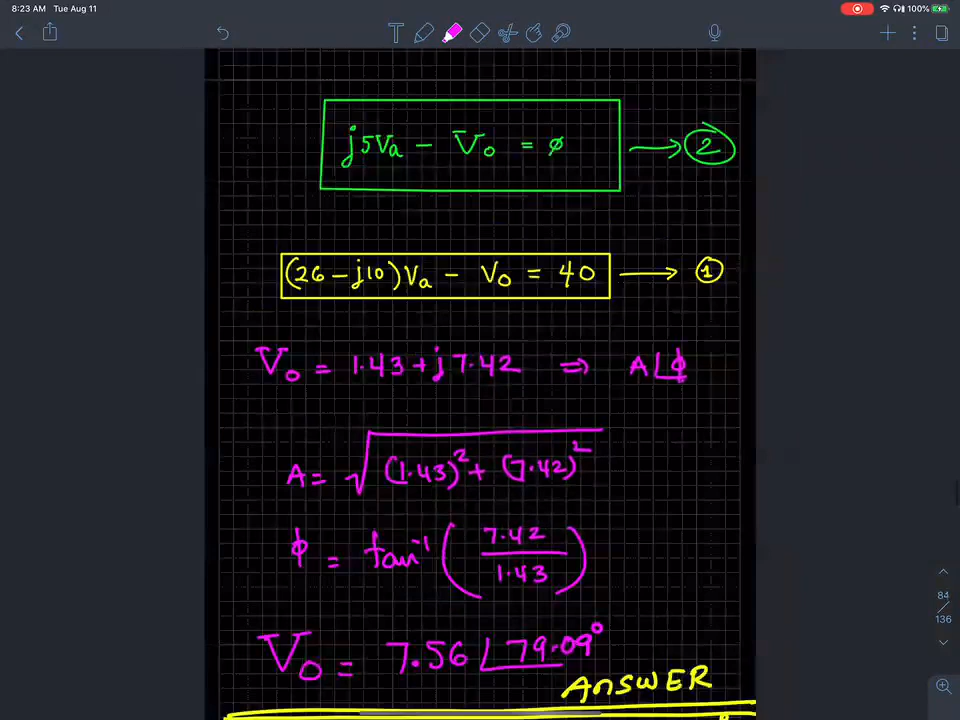 8:23 AM Tue Aug 11 100%
j5Va - Vo = ϕ → ②
(26 - j10)Va - Vo = 40 → ①
Vo = 1.43 + j7.42 ⇒ A∠ϕ
A = √((1.43)² + (7.42)²)
ϕ = tan⁻¹(7.42/1.43)
Vo = 7.56 ∠79.09°
ANSWER
84
/
136